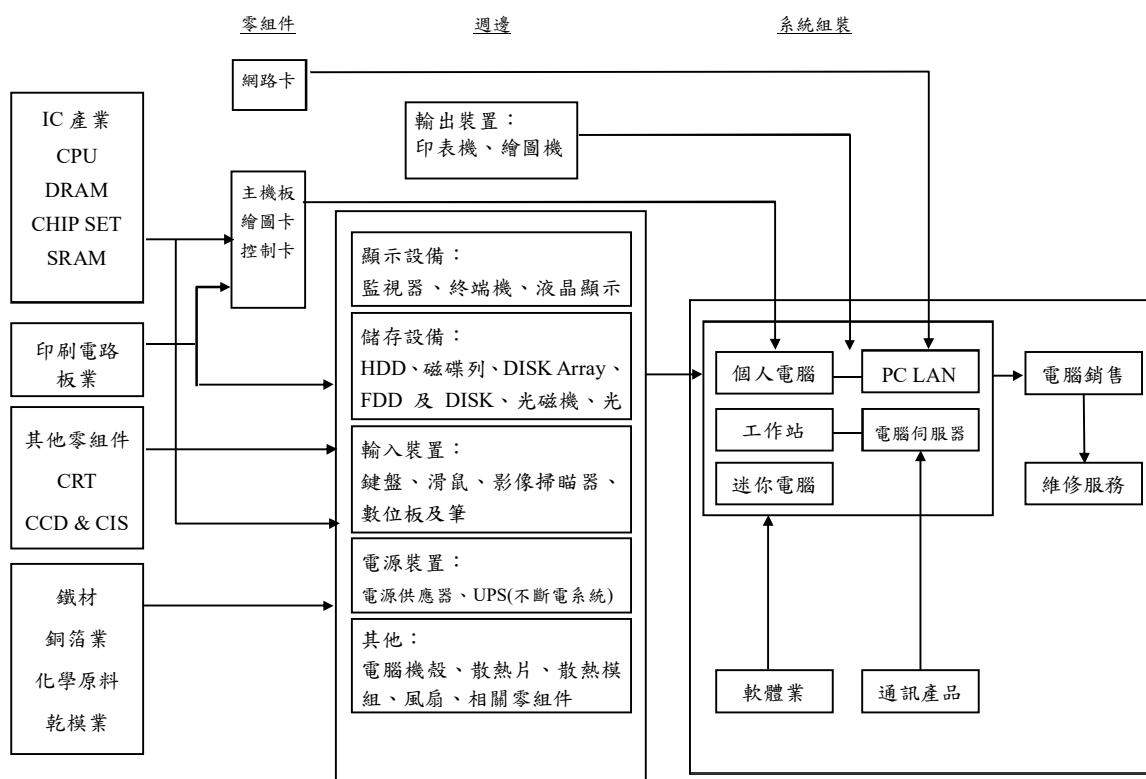 零組件
週邊
系統組裝
網路卡
IC 產業
CPU
DRAM
CHIP SET
SRAM
主機板
繪圖卡
控制卡
印刷電路
板業
其他零組件
CRT
CCD & CIS
鐵材
銅箔業
化學原料
乾模業
輸出裝置：
印表機、繪圖機
顯示設備：
監視器、終端機、液晶顯示
儲存設備：
HDD、磁碟列、DISK Array、
FDD 及 DISK、光磁機、光
輸入裝置：
鍵盤、滑鼠、影像掃瞄器、
數位板及筆
電源裝置：
電源供應器、UPS(不斷電系統)
其他：
電腦機殼、散熱片、散熱模
組、風扇、相關零組件
個人電腦
PC LAN
工作站
電腦伺服器
迷你電腦
軟體業
通訊產品
電腦銷售
維修服務